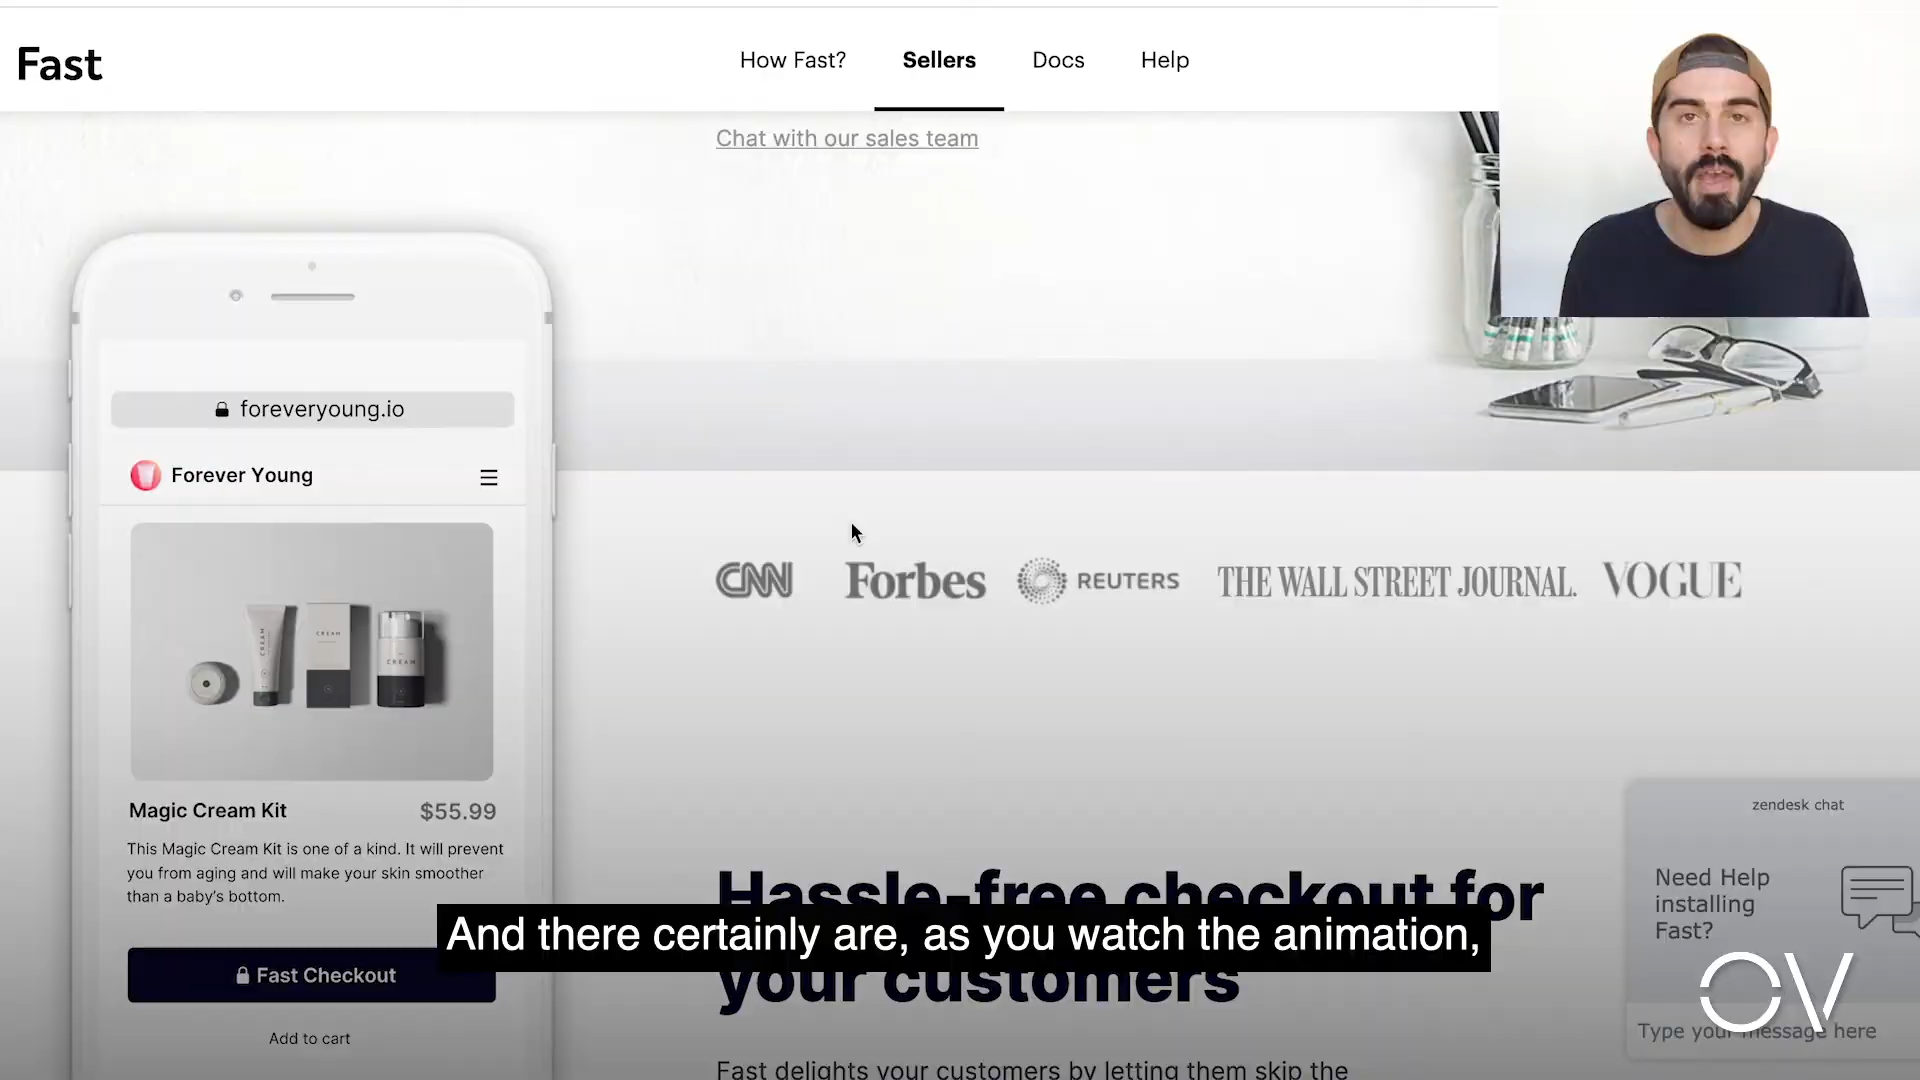 Fast
How Fast?
Sellers
Docs
Help
Chat with our sales team
foreveryoung.io
Forever Young
CREAM
CREAM
CREAM
Magic Cream Kit
$55.99
This Magic Cream Kit is one of a kind. It will prevent
you from aging and will make your skin smoother
than a baby's bottom.
Fast Checkout
Add to cart
CNN
Forbes
REUTERS
THE WALL STREET JOURNAL.
VOGUE
Hassle-free checkout for
your customers
Fast delights your customers by letting them skip the
And there certainly are, as you watch the animation,
zendesk chat
Need Help
installing
Fast?
Type your message here
OV